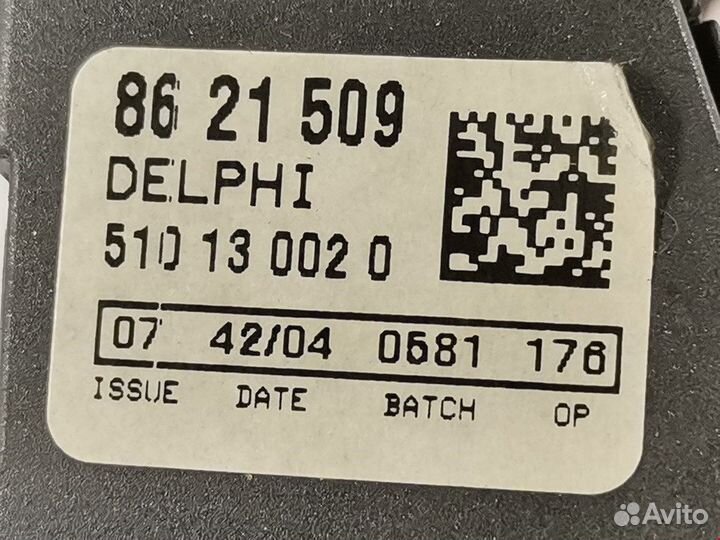 86 21 509
DELPHI
510 13 002 0
07 42/04 0581 176
ISSUE DATE BATCH OP
Avito